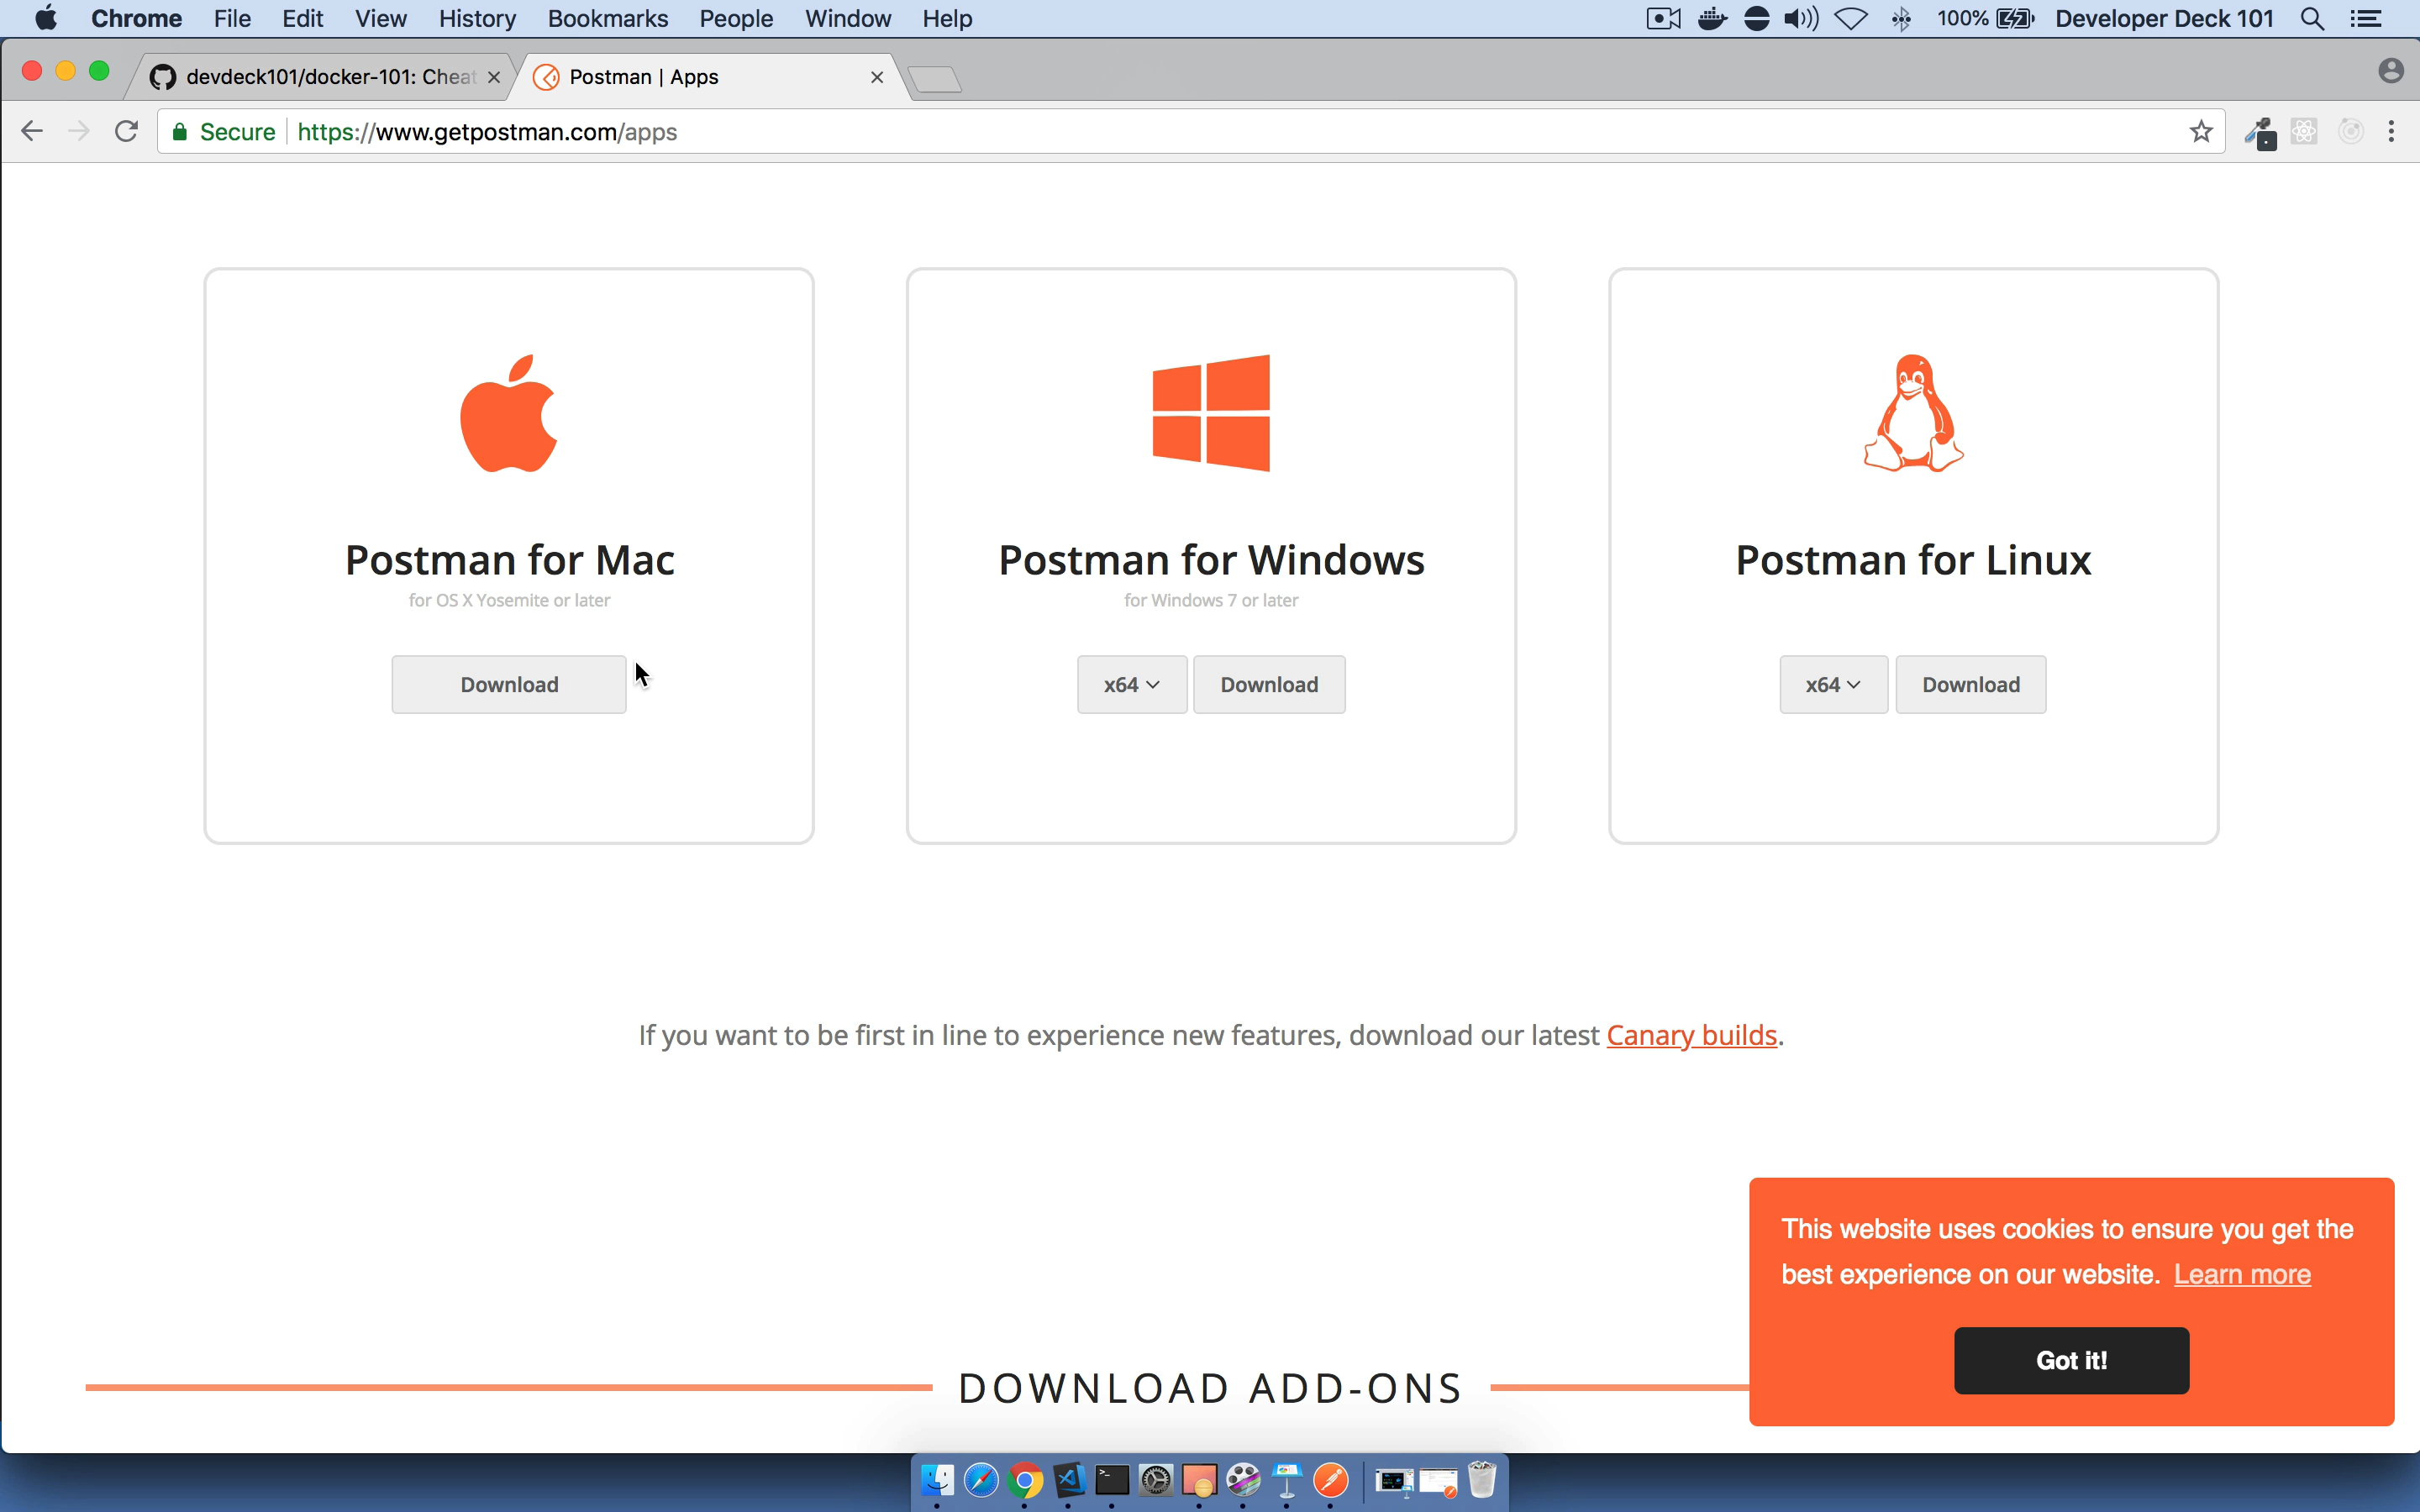 Chrome File Edit View History Bookmarks People Window Help 100% Developer Deck 101
devdeck101/docker-101: Cheat Postman | Apps
Secure https://www.getpostman.com/apps
Postman for Mac
for OS X Yosemite or later
Download
Postman for Windows
for Windows 7 or later
x64 Download
Postman for Linux
x64 Download
If you want to be first in line to experience new features, download our latest Canary builds.
This website uses cookies to ensure you get the
best experience on our website. Learn more
Got it!
DOWNLOAD ADD-ONS